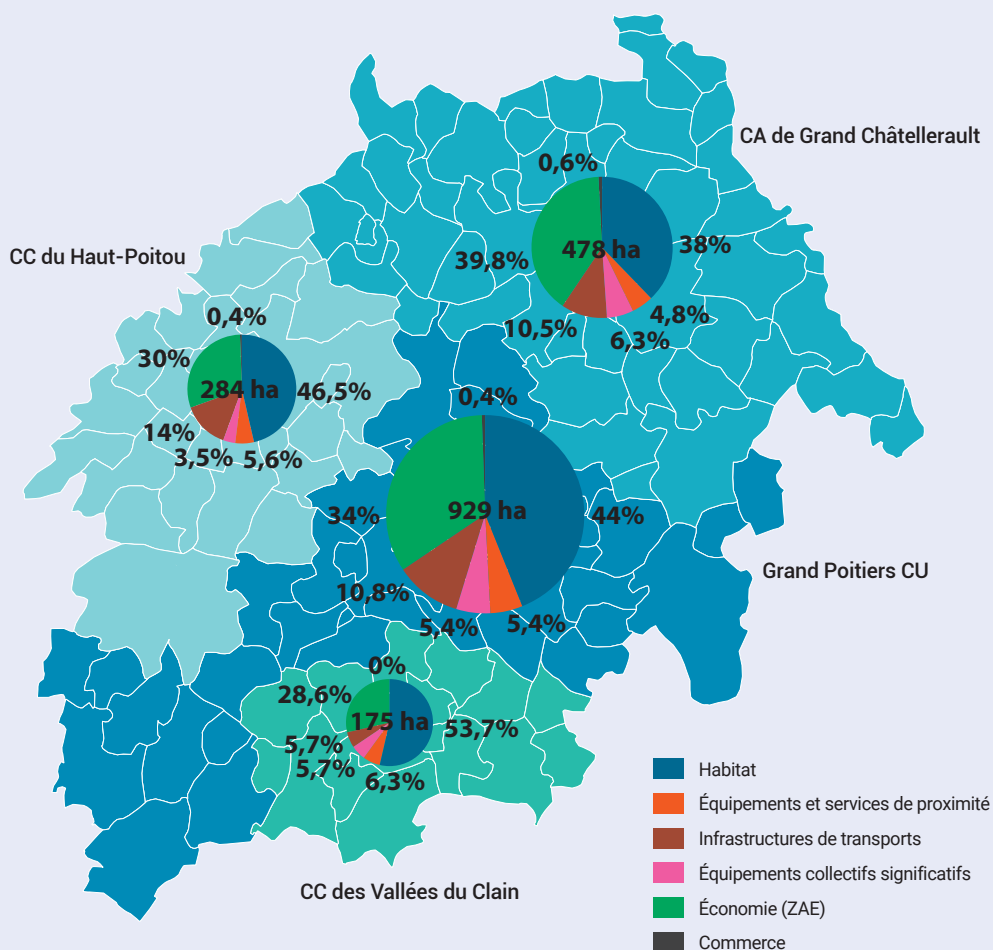 CA de Grand Châtellerault
0,6%
478 ha
38%
39,8%
4,8%
10,5%
6,3%
CC du Haut-Poitou
0,4%
30%
284 ha
46,5%
14%
3,5%
5,6%
0,4%
34%
929 ha
44%
10,8%
5,4%
5,4%
Grand Poitiers CU
0%
28,6%
175 ha
53,7%
5,7%
5,7%
6,3%
CC des Vallées du Clain
Habitat
Équipements et services de proximité
Infrastructures de transports
Équipements collectifs significatifs
Économie (ZAE)
Commerce